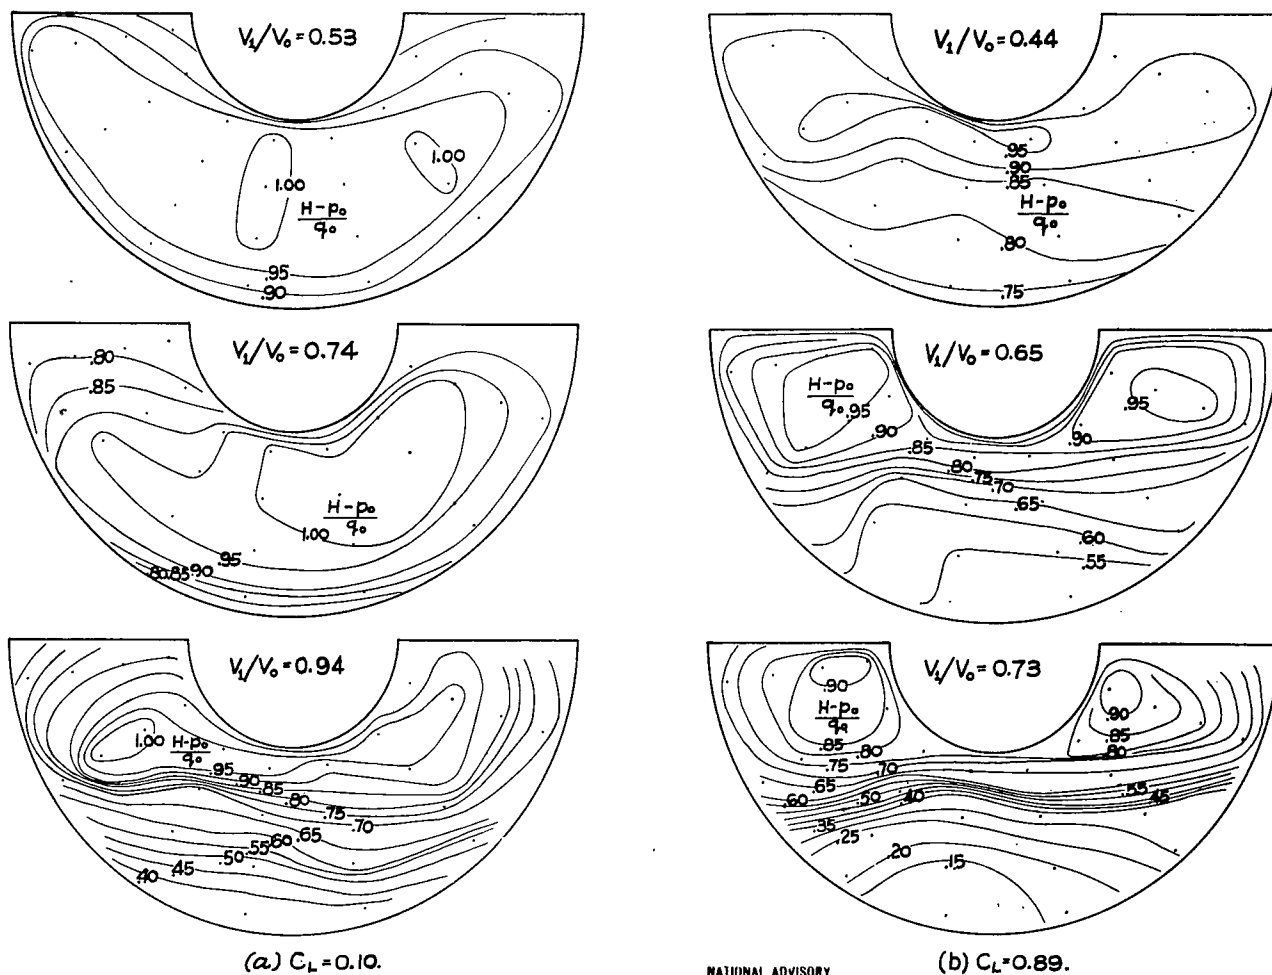 V₁/V₀=0.53
1.00
1.00
H-p₀
q₀
.95
.90
V₁/V₀=0.74
.80
.85
H-p₀
q₀
1.00
.95
.80 .85 .90
V₁/V₀=0.94
1.00
H-p₀
q₀
.95
.90
.85
.80
.75
.70
.65
.60
.55
.50
.45
.40
(a) C_L=0.10.
V₁/V₀=0.44
.95
.90
.85
H-p₀
q₀
.80
.75
V₁/V₀=0.65
H-p₀
q₀
.95
.95
.90
.90
.85
.80
.75
.70
.65
.60
.55
V₁/V₀=0.73
.90
.90
H-p₀
q₀
.85
.80
.85
.80
.75
.70
.65
.60
.50
.40
.55
.45
.35
.25
.20
.15
(b) C_L=0.89.
NATIONAL ADVISORY